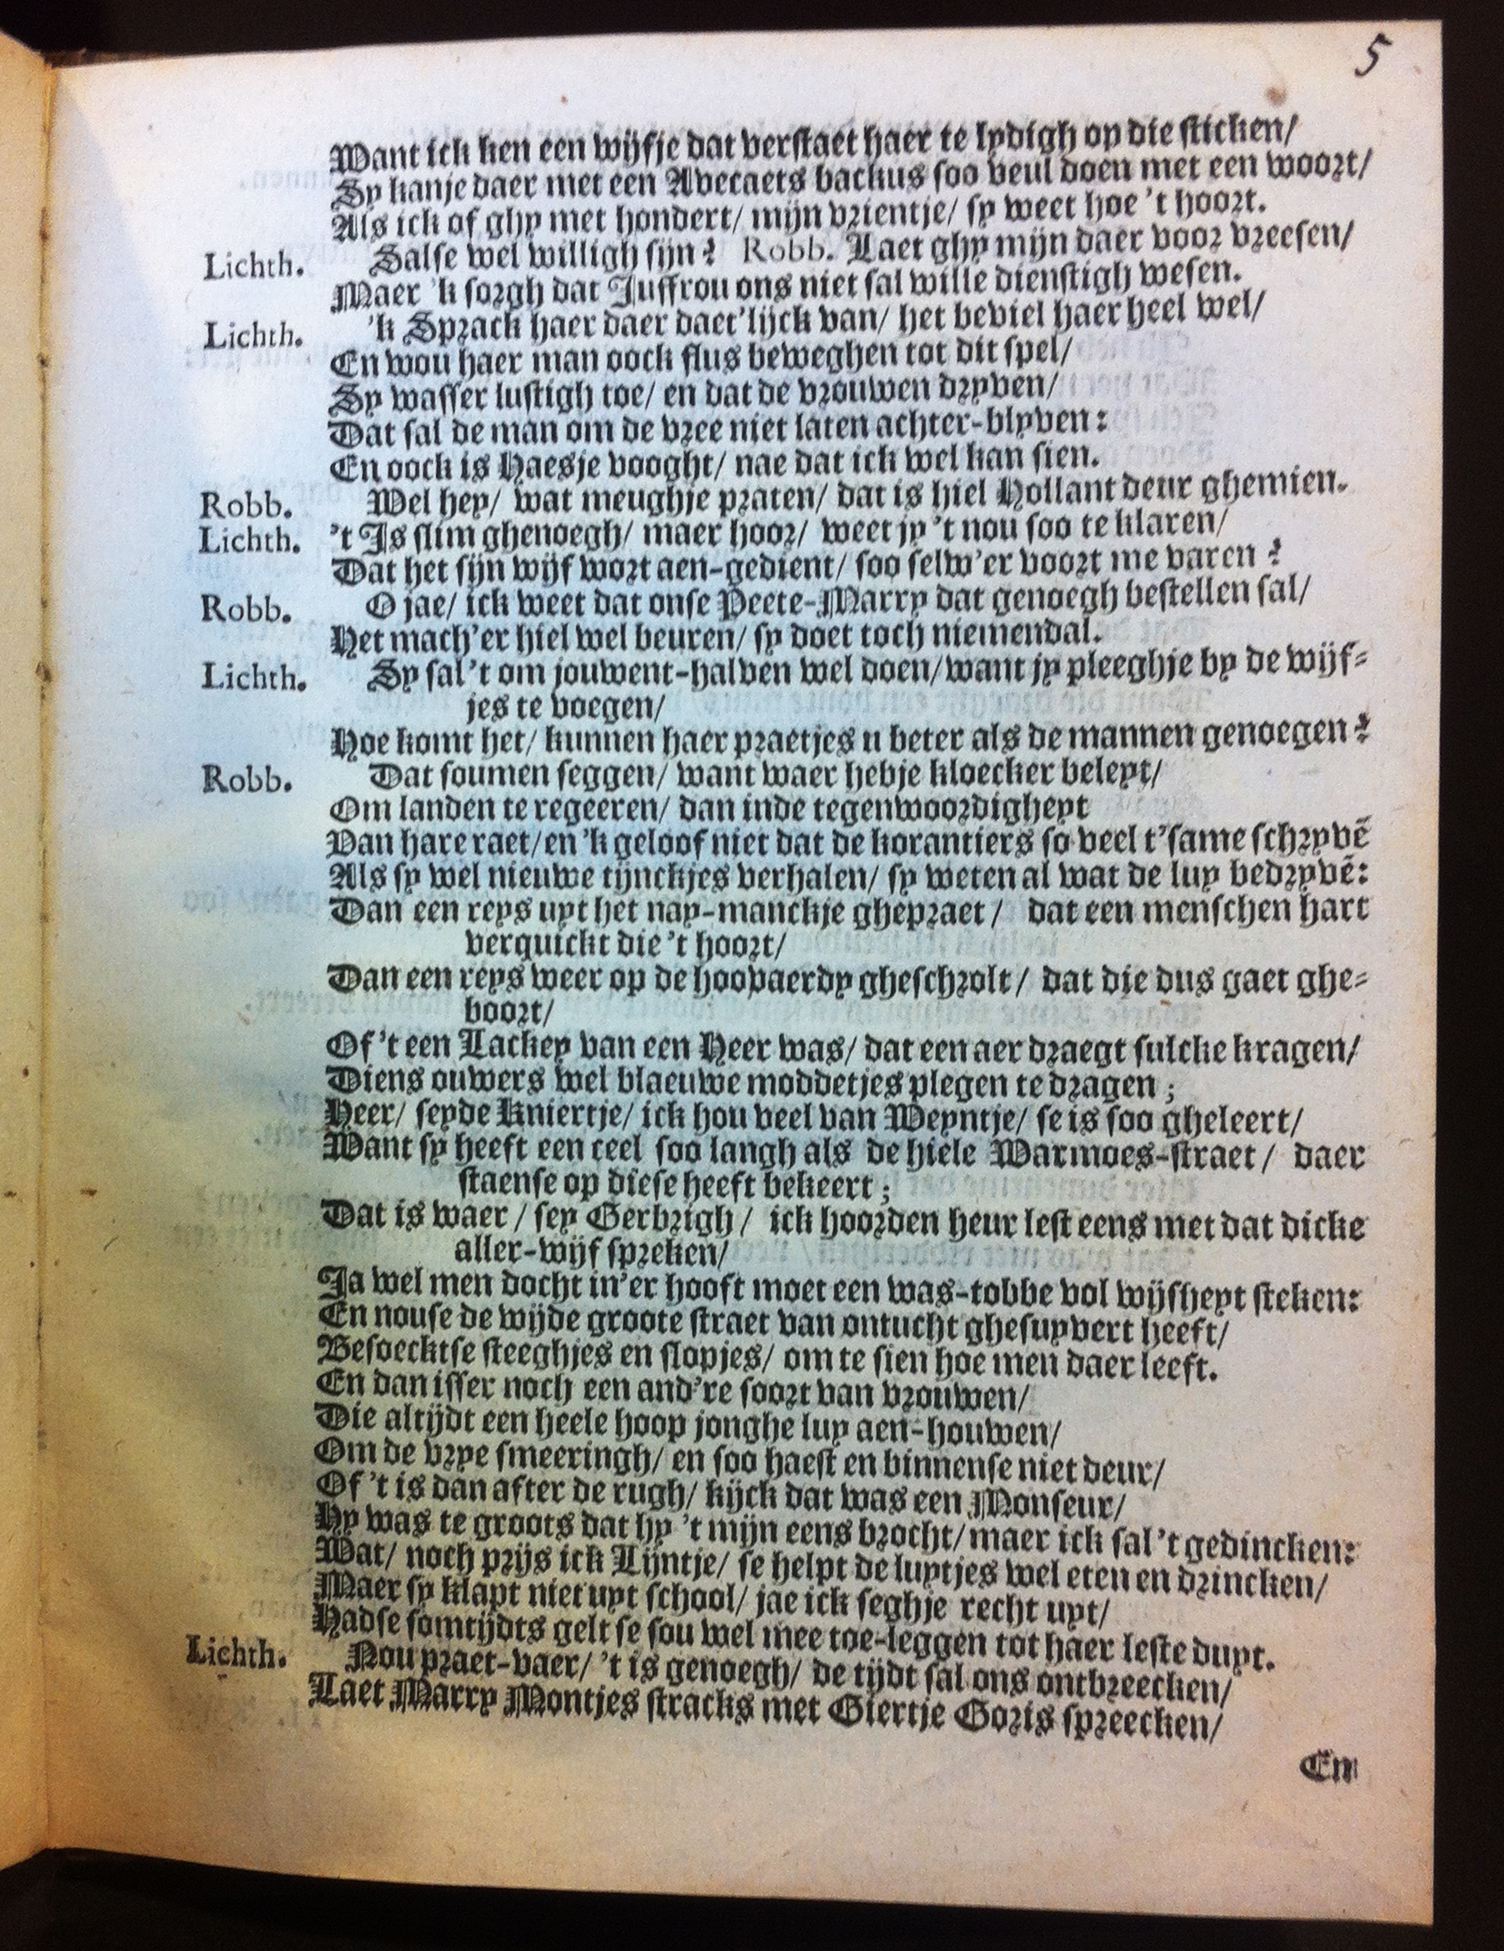 5
Want ick ken een wijfje dat verstaet haer te lydigh op die sticken/
Sy kanje daer met een Avecaets backus soo veul doen met een woort/
Als ick of ghy met hondert/ mijn vrientje/ sy weet hoe 't hoort.
Lichth. Salse wel willigh sijn? Robb. Laet ghy mijn daer voor vreesen/
Maer 'k sorgh dat Juffrou ons niet sal wille dienstigh wesen.
Lichth. 'k Sprack haer daer daet'lijck van/ het beviel haer heel wel/
En wou haer man oock flus beweghen tot dit spel/
Sy wasser lustigh toe/ en dat de vrouwen dryven/
Dat sal de man om de vree niet laten achter-blyven:
En oock is Haesje vooght/ nae dat ick wel kan sien.
Robb. Wel hey/ wat meughje praten/ dat is hiel Hollant deur ghemien.
Lichth. 't Is slim ghenoegh/ maer hoor/ weet jy 't nou soo te klaren/
Dat het sijn wijf wort aen-gedient/ soo selw'er voort me varen?
Robb. O jae/ ick weet dat onse Peete-Marry dat genoegh bestellen sal/
Het mach'er hiel wel beuren/ sy doet toch niemendal.
Lichth. Sy sal 't om jouwent-halven wel doen/ want jy pleeghje by de wijf-
jes te voegen/
Hoe komt het/ kunnen haer praetjes u beter als de mannen genoegen?
Robb. Dat soumen seggen/ want waer hebje kloecker beleyt/
Om landen te regeeren/ dan inde tegenwoordigheyt
Van hare raet/ en 'k geloof niet dat de korantiers so veel t'same schryvẽ
Als sy wel nieuwe tijnckjes verhalen/ sy weten al wat de luy bedryvẽ:
Dan een reys uyt het nay-manckje ghepraet/ dat een menschen hart
verquickt die 't hoort/
Dan een reys weer op de hoovaerdy gheschrolt/ dat die dus gaet ghe-
boort/
Of 't een Lackey van een Heer was/ dat een aer draegt sulcke kragen/
Diens ouwers wel blaeuwe moddetjes plegen te dragen;
Heer/ seyde Kniertje/ ick hou veel van Weyntje/ se is soo gheleert/
Want sy heeft een ceel soo langh als de hiele Warmoes-straet/ daer
staense op diese heeft bekeert;
Dat is waer/ sey Gerbrigh/ ick hoorden heur lest eens met dat dicke
aller-wijf spreken/
Ja wel men docht in'er hooft moet een was-tobbe vol wijsheyt steken:
En nouse de wijde groote straet van ontucht ghesuyvert heeft/
Besoecktse steeghjes en slopjes/ om te sien hoe men daer leeft.
En dan isser noch een and're soort van vrouwen/
Die altijdt een heele hoop jonghe luy aen-houwen/
Om de vrye smeeringh/ en soo haest en binnense niet deur/
Of 't is dan after de rugh/ kijck dat was een Monseur/
Hy was te groots dat hy 't mijn eens brocht/ maer ick sal 't gedincken:
Wat/ noch prijs ick Lijntje/ se helpt de luytjes wel eten en drincken/
Maer sy klapt niet uyt school/ jae ick seghje recht uyt/
Hadse somtijdts gelt se sou wel mee toe-leggen tot haer leste duyt.
Lichth. Nou praet-vaer/ 't is genoegh/ de tijdt sal ons ontbreecken/
Laet Marry Montjes stracks met Giertje Goris spreecken/
En